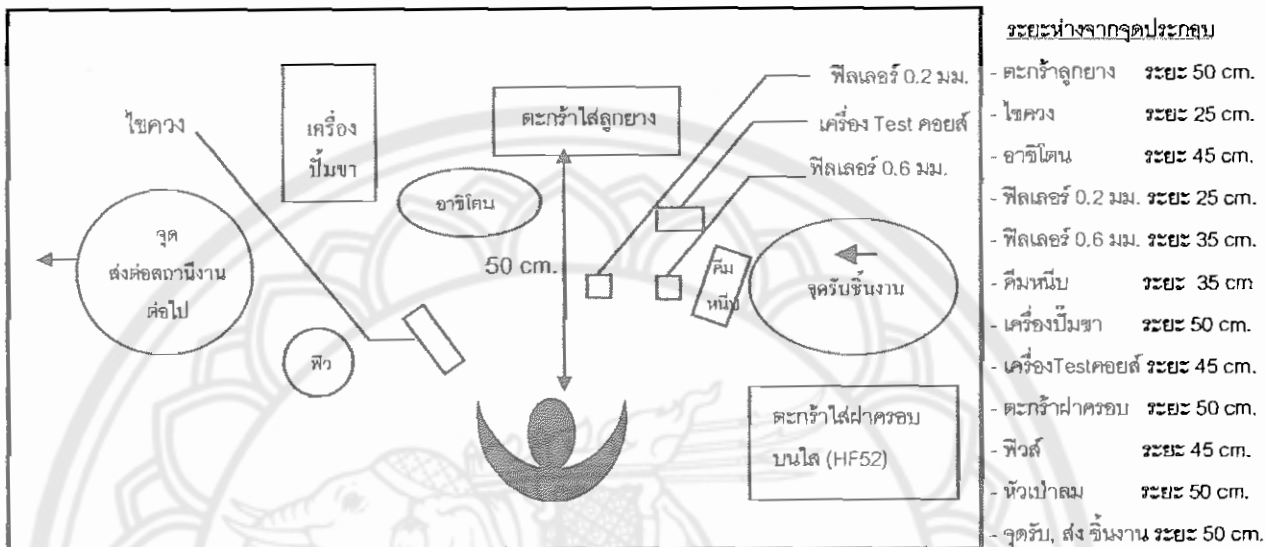 ไขควง
เครื่อง
ปั๊มขา
ตะกร้าใส่ลูกยาง
ฟิลเลอร์ 0.2 มม.
เครื่อง Test คอยส์
ฟิลเลอร์ 0.6 มม.
อาซิโตน
จุด
ส่งต่อสถานีงาน
ต่อไป
50 cm.
คีม
หนีบ
จุดรับชิ้นงาน
ฟิว
ตะกร้าใส่ฝาครอบ
บนใส (HF52)
ระยะห่างจากจุดประกอบ
- ตะกร้าลูกยาง ระยะ 50 cm.
- ไขควง ระยะ 25 cm.
- อาซิโตน ระยะ 45 cm.
- ฟิลเลอร์ 0.2 มม. ระยะ 25 cm.
- ฟิลเลอร์ 0.6 มม. ระยะ 35 cm.
- คีมหนีบ ระยะ 35 cm
- เครื่องปั๊มขา ระยะ 50 cm.
- เครื่องTestคอยส์ ระยะ 45 cm.
- ตะกร้าฝาครอบ ระยะ 50 cm.
- ฟิวส์ ระยะ 45 cm.
- หัวเป่าลม ระยะ 50 cm.
- จุดรับ, ส่ง ชิ้นงาน ระยะ 50 cm.